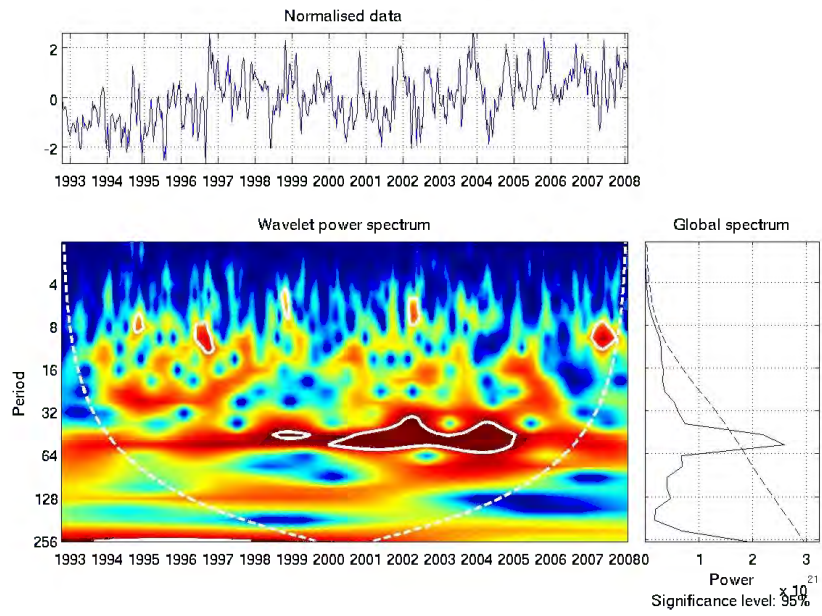 Normalised data
2
0
-2
1993 1994 1995 1996 1997 1998 1999 2000 2001 2002 2003 2004 2005 2006 2007 2008
Wavelet power spectrum
Global spectrum
Period
4
8
16
32
64
128
256
1993 1994 1995 1996 1997 1998 1999 2000 2001 2002 2003 2004 2005 2006 2007 2008
0 1 2 3
Power
x 10 21
Significance level: 95%